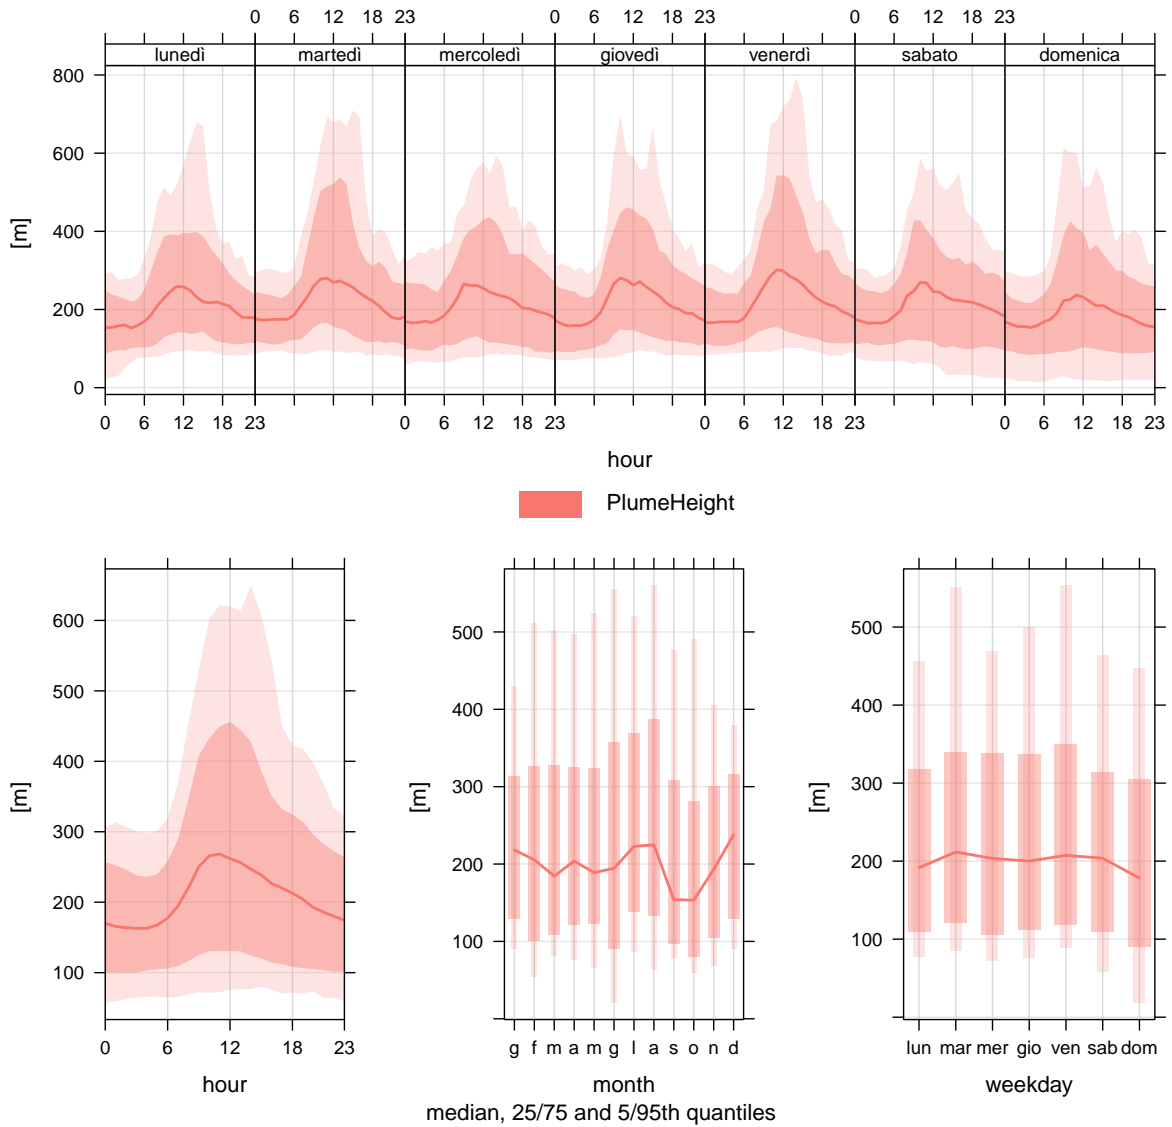 0 6 12 18 23 0 6 12 18 23 0 6 12 18 23
lunedì martedì mercoledì giovedì venerdì sabato domenica
800
600
400
200
0
[m]
0 6 12 18 23 0 6 12 18 23 0 6 12 18 23 0 6 12 18 23
hour
PlumeHeight
600
500
400
300
200
100
[m]
0 6 12 18 23
hour
500
400
300
200
100
[m]
g f m a m g l a s o n d
month
500
400
300
200
100
[m]
lun mar mer gio ven sab dom
weekday
median, 25/75 and 5/95th quantiles